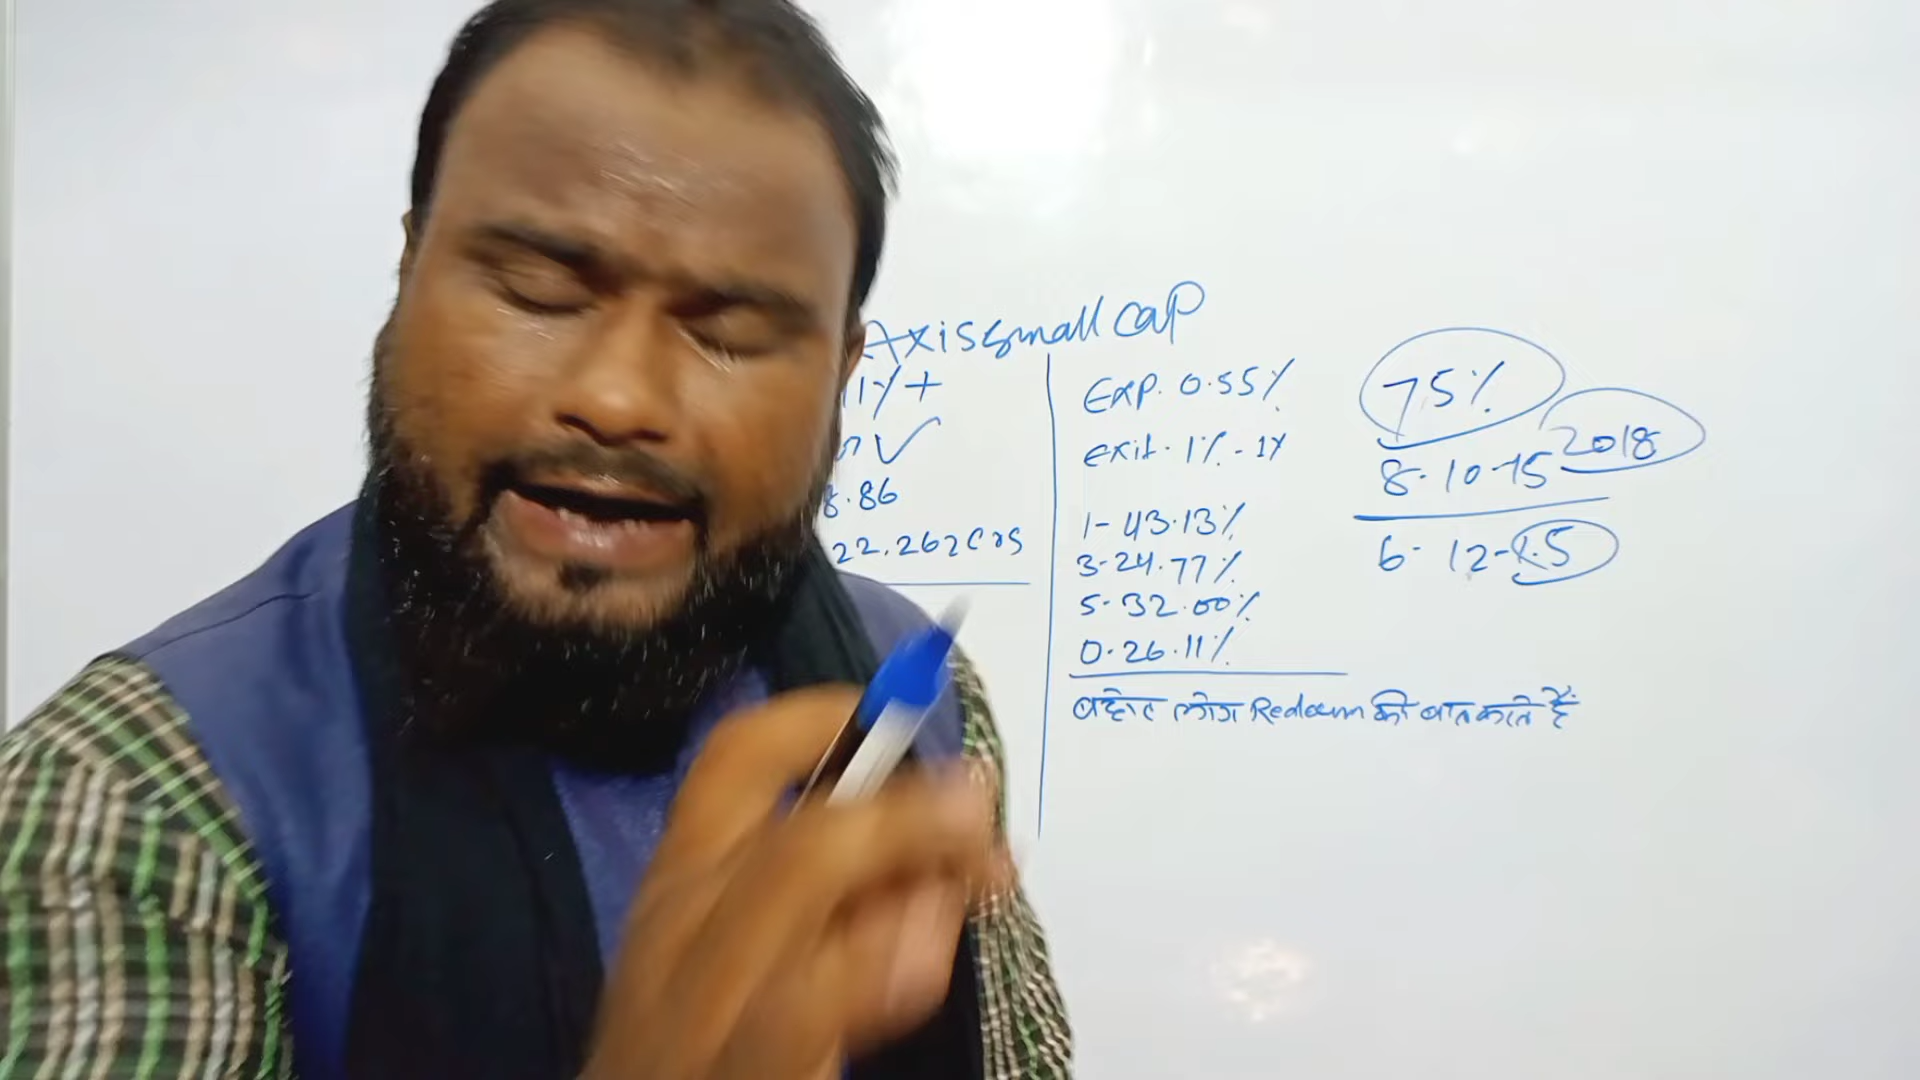 Axis small cap
11Y+
8.86
22,262 Crs
Exp. 0.55%
exit. 1% - 1Y
1- 43.13%
3- 24.77%
5- 32.00%
0- 26.11%
बहोत लोग Redeem की बात करते हैं
75%
2018
8- 10-15
6- 12-1.5